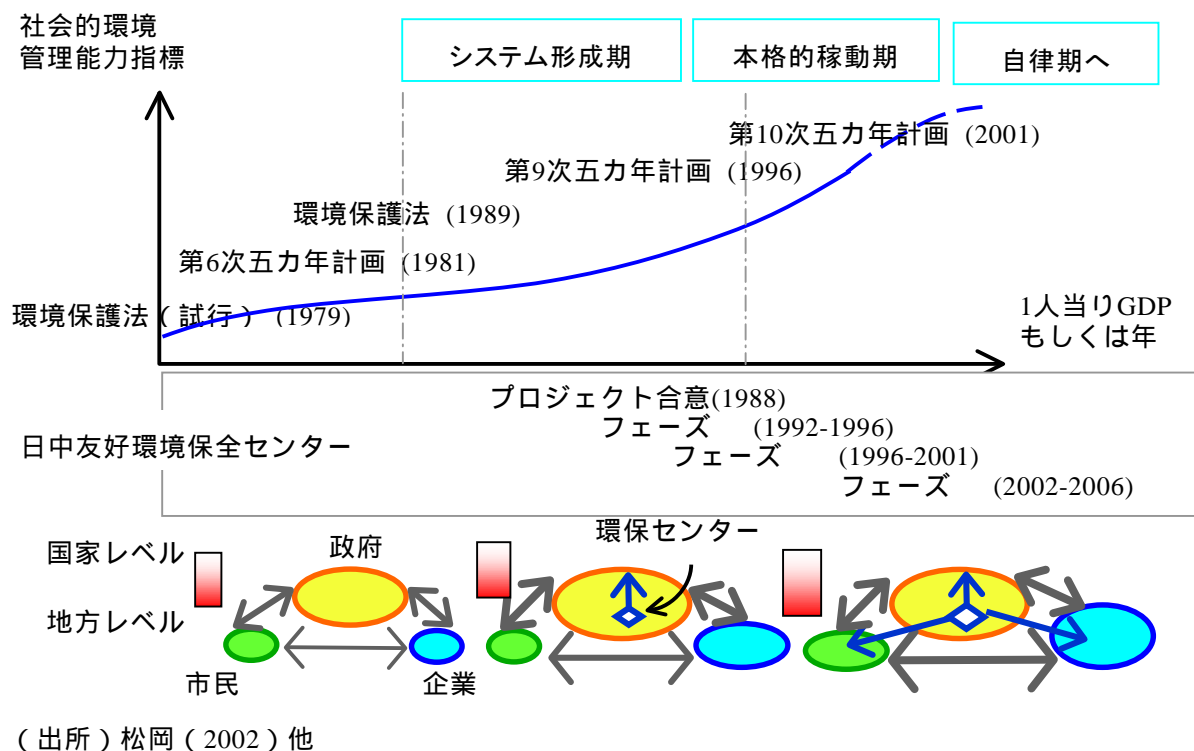 社会的環境
管理能力指標
システム形成期
本格的稼動期
自律期へ
第10次五カ年計画 (2001)
第9次五カ年計画 (1996)
環境保護法 (1989)
第6次五カ年計画 (1981)
環境保護法(試行) (1979)
1人当りGDP
もしくは年
プロジェクト合意(1988)
フェーズ (1992-1996)
日中友好環境保全センター
フェーズ (1996-2001)
フェーズ (2002-2006)
環保センター
国家レベル
政府
地方レベル
市民
企業
(出所)松岡(2002)他